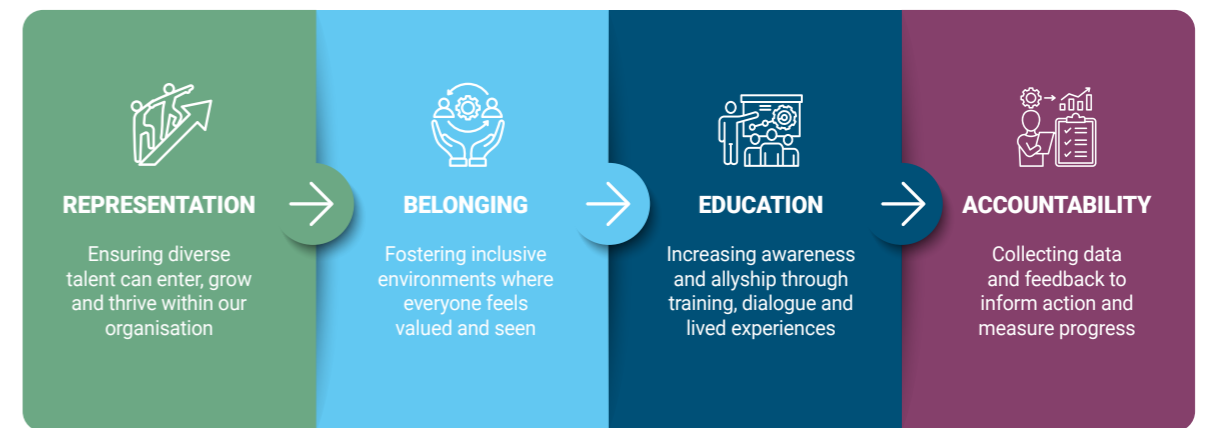 REPRESENTATION
Ensuring diverse
talent can enter, grow
and thrive within our
organisation
BELONGING
Fostering inclusive
environments where
everyone feels
valued and seen
EDUCATION
Increasing awareness
and allyship through
training, dialogue and
lived experiences
ACCOUNTABILITY
Collecting data
and feedback to
inform action and
measure progress